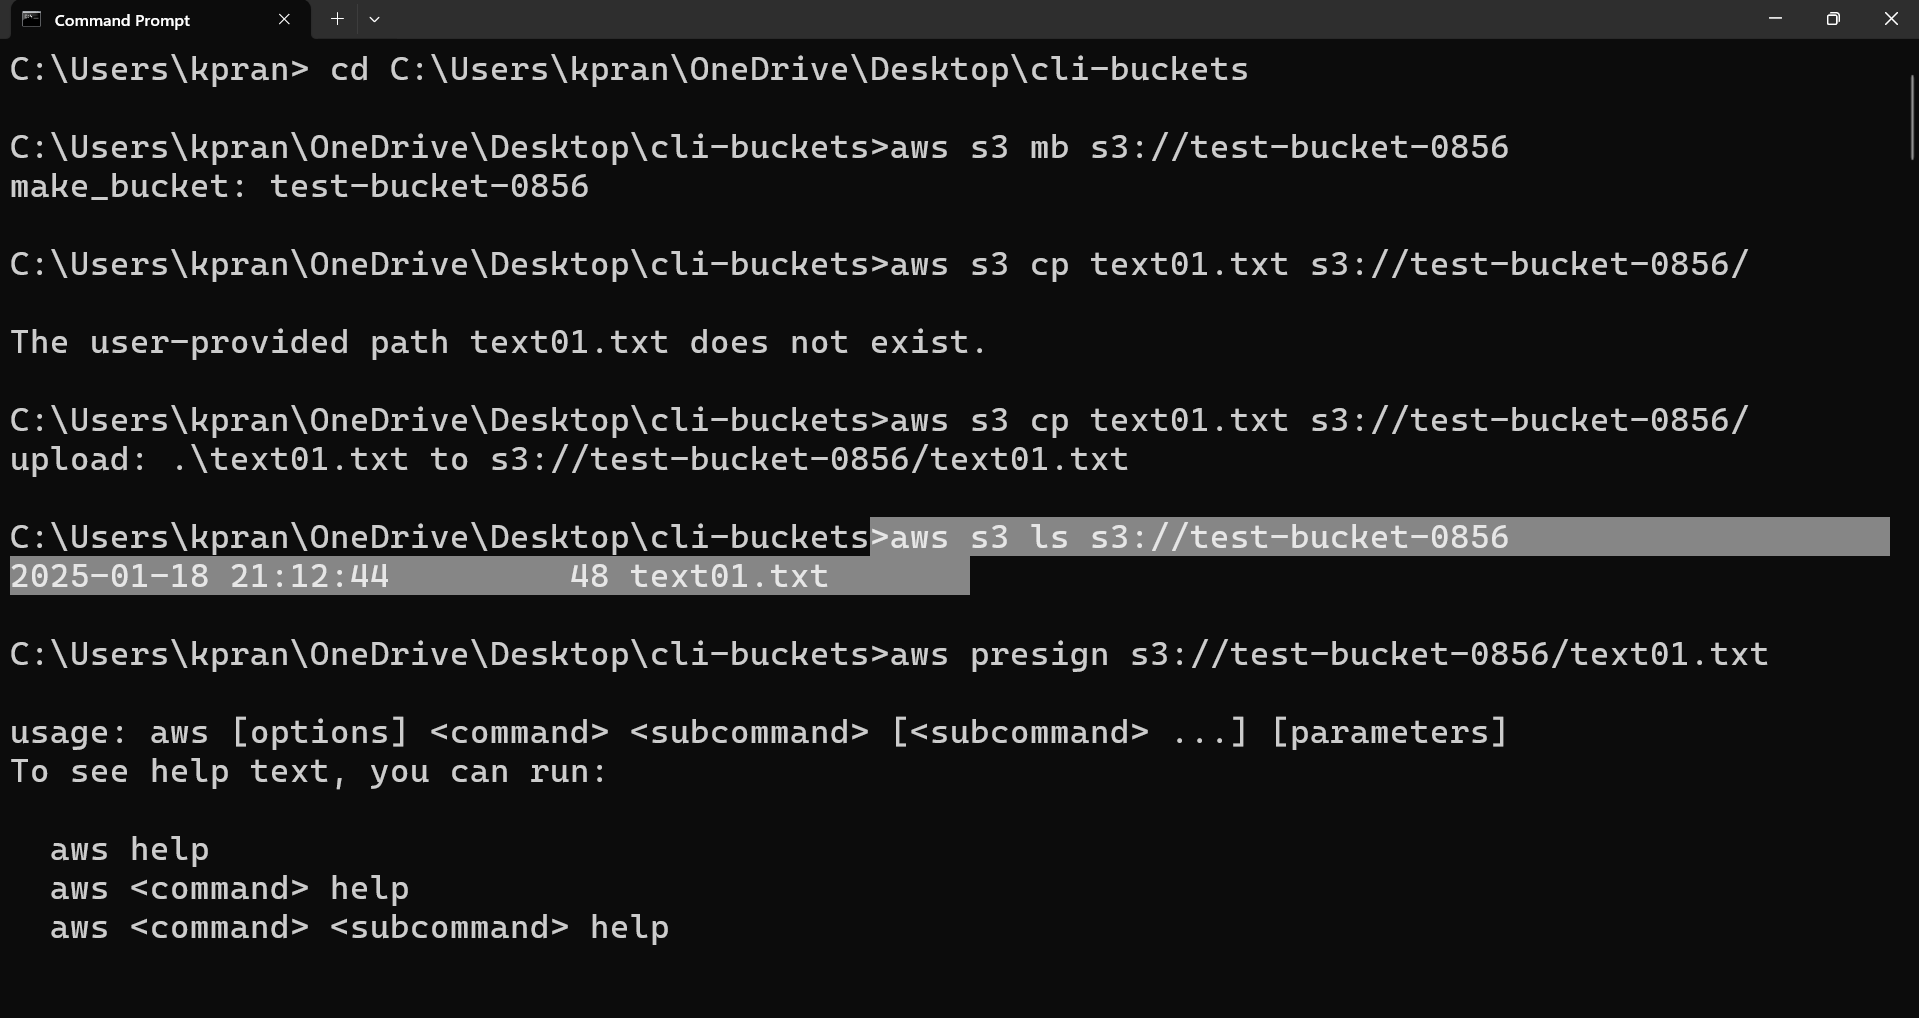 Command Prompt
C:\Users\kpran> cd C:\Users\kpran\OneDrive\Desktop\cli-buckets
C:\Users\kpran\OneDrive\Desktop\cli-buckets>aws s3 mb s3://test-bucket-0856
make_bucket: test-bucket-0856
C:\Users\kpran\OneDrive\Desktop\cli-buckets>aws s3 cp text01.txt s3://test-bucket-0856/
The user-provided path text01.txt does not exist.
C:\Users\kpran\OneDrive\Desktop\cli-buckets>aws s3 cp text01.txt s3://test-bucket-0856/
upload: .\text01.txt to s3://test-bucket-0856/text01.txt
C:\Users\kpran\OneDrive\Desktop\cli-buckets>aws s3 ls s3://test-bucket-0856
2025-01-18 21:12:44         48 text01.txt
C:\Users\kpran\OneDrive\Desktop\cli-buckets>aws presign s3://test-bucket-0856/text01.txt
usage: aws [options] <command> <subcommand> [<subcommand> ...] [parameters]
To see help text, you can run:
  aws help
  aws <command> help
  aws <command> <subcommand> help